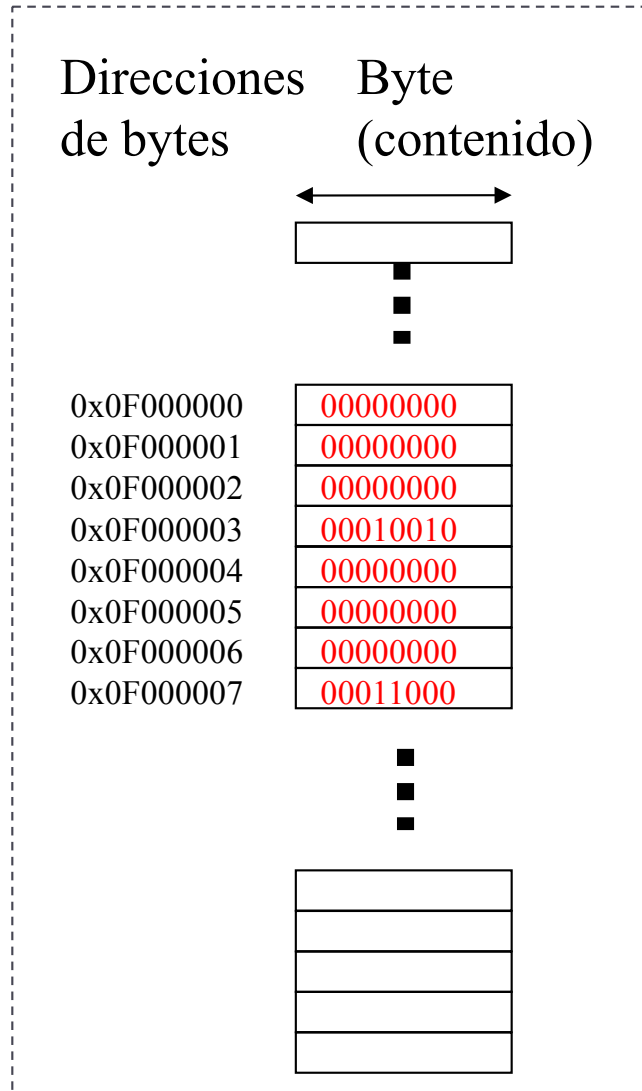 Direcciones Byte
de bytes (contenido)
0x0F000000 00000000
0x0F000001 00000000
0x0F000002 00000000
0x0F000003 00010010
0x0F000004 00000000
0x0F000005 00000000
0x0F000006 00000000
0x0F000007 00011000